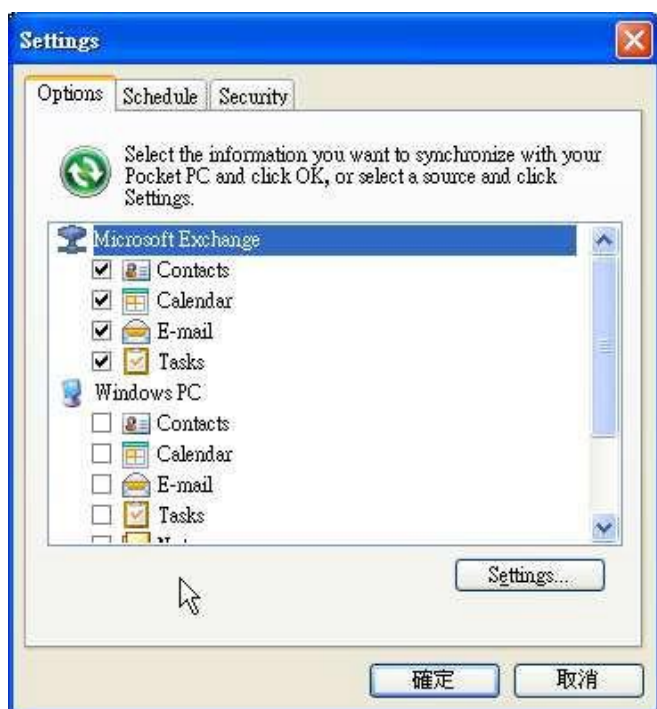 Settings
Options Schedule Security
Select the information you want to synchronize with your
Pocket PC and click OK, or select a source and click
Settings.
Microsoft Exchange
Contacts
Calendar
E-mail
Tasks
Windows PC
Contacts
Calendar
E-mail
Tasks
Settings...
確定 取消